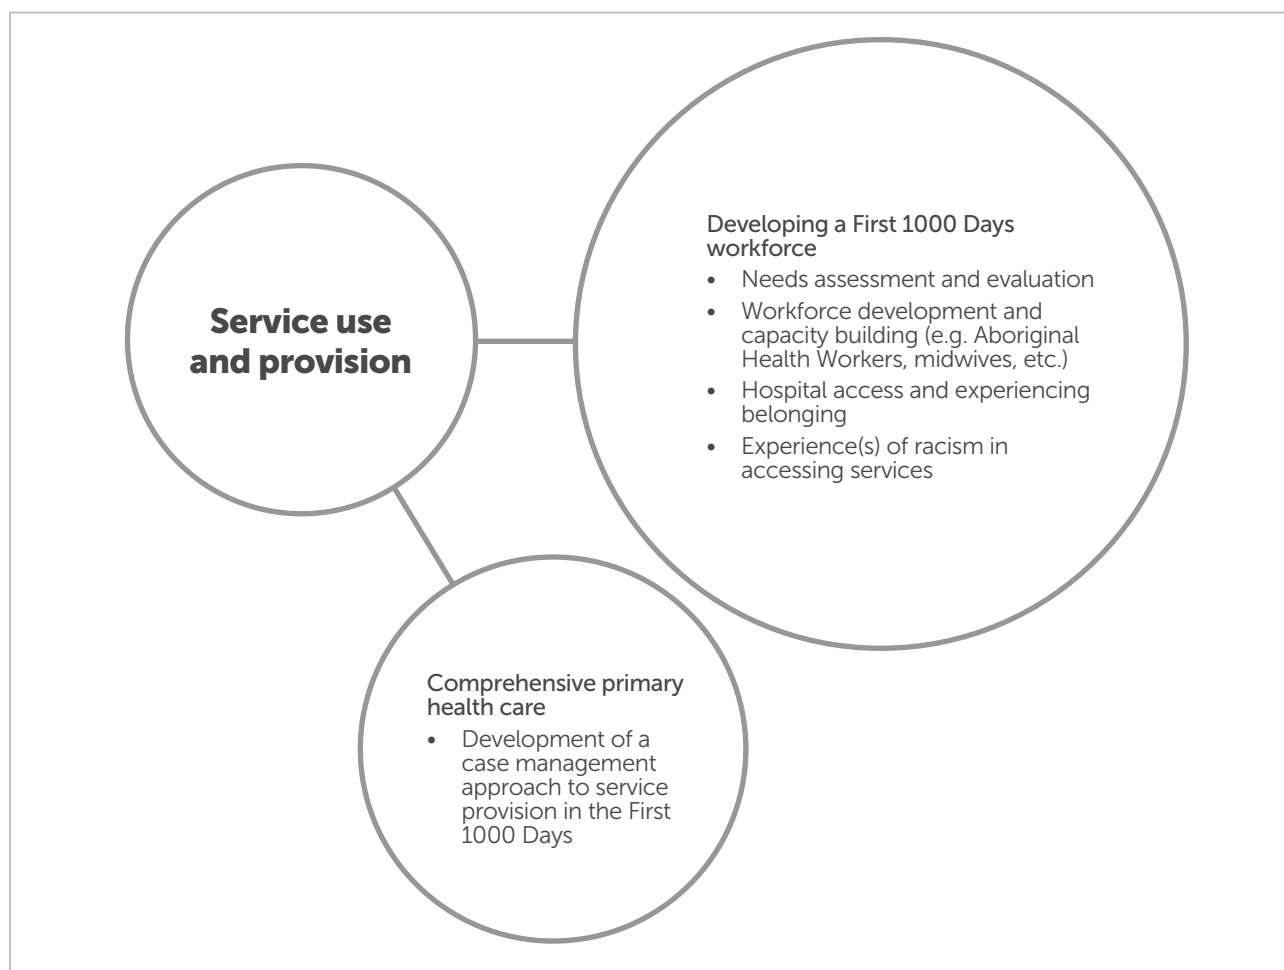 Service use
and provision
Developing a First 1000 Days
workforce
• Needs assessment and evaluation
• Workforce development and
capacity building (e.g. Aboriginal
Health Workers, midwives, etc.)
• Hospital access and experiencing
belonging
• Experience(s) of racism in
accessing services
Comprehensive primary
health care
• Development of a
case management
approach to service
provision in the First
1000 Days